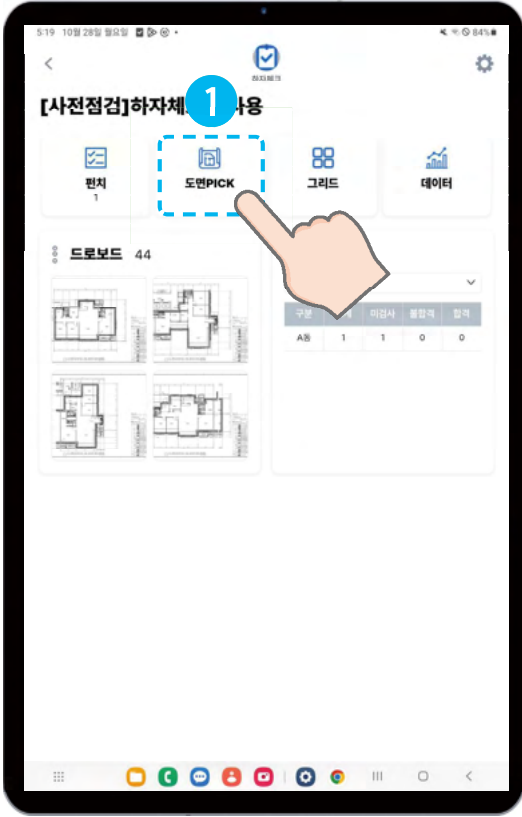 5:19 10월 28일 월요일
84%
하자체크
[사전점검]하자체
용
1
펀치
1
도면PICK
그리드
데이터
드로보드 44
구분 미검사 불합격 합격
A동 1 1 0 0